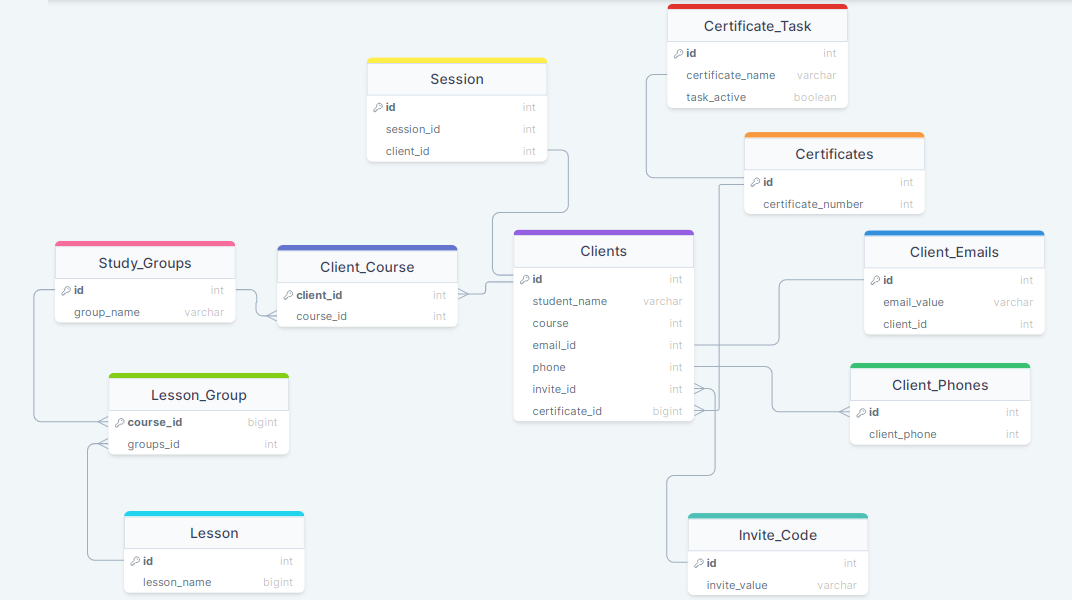 Certificate_Task
id int
certificate_name varchar
task_active boolean
Session
id int
session_id int
client_id int
Certificates
id int
certificate_number int
Study_Groups
id int
group_name varchar
Client_Course
client_id int
course_id int
Clients
id int
student_name varchar
course int
email_id int
phone int
invite_id int
certificate_id bigint
Client_Emails
id int
email_value varchar
client_id int
Lesson_Group
course_id bigint
groups_id int
Client_Phones
id int
client_phone int
Lesson
id int
lesson_name bigint
Invite_Code
id int
invite_value varchar